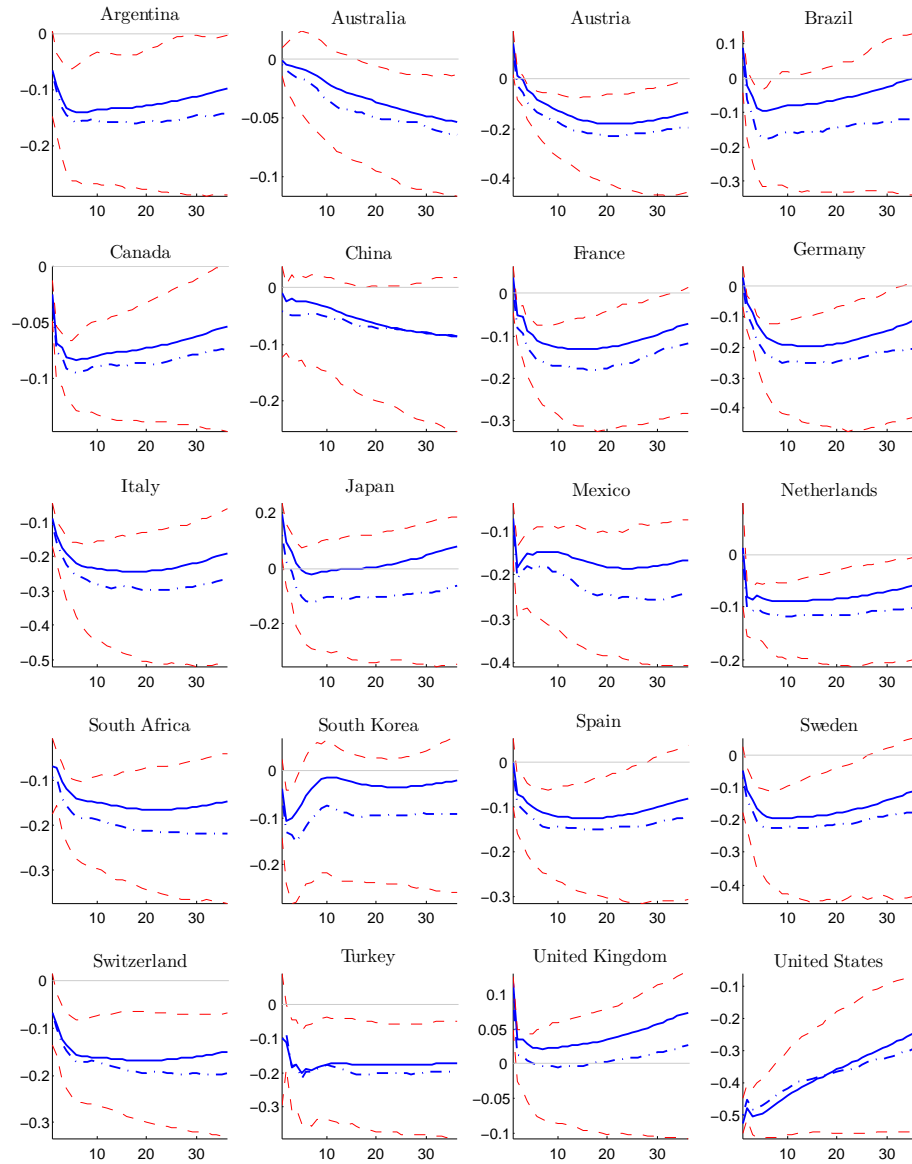 Argentina Australia Austria Brazil
0 −0.1 −0.2
10 20 30
0 −0.05 −0.1
10 20 30
0 −0.2 −0.4
10 20 30
0.1 0 −0.1 −0.2 −0.3
10 20 30
Canada China France Germany
0 −0.05 −0.1
10 20 30
0 −0.1 −0.2
10 20 30
0 −0.1 −0.2 −0.3
10 20 30
0 −0.1 −0.2 −0.3 −0.4
10 20 30
Italy Japan Mexico Netherlands
−0.1 −0.2 −0.3 −0.4 −0.5
10 20 30
0.2 0 −0.2
10 20 30
−0.1 −0.2 −0.3 −0.4
10 20 30
0 −0.1 −0.2
10 20 30
South Africa South Korea Spain Sweden
−0.1 −0.2 −0.3
10 20 30
0 −0.1 −0.2
10 20 30
0 −0.1 −0.2 −0.3
10 20 30
0 −0.1 −0.2 −0.3 −0.4
10 20 30
Switzerland Turkey United Kingdom United States
0 −0.1 −0.2 −0.3
10 20 30
0 −0.1 −0.2 −0.3
10 20 30
0.1 0.05 0 −0.05 −0.1
10 20 30
−0.1 −0.2 −0.3 −0.4 −0.5
10 20 30